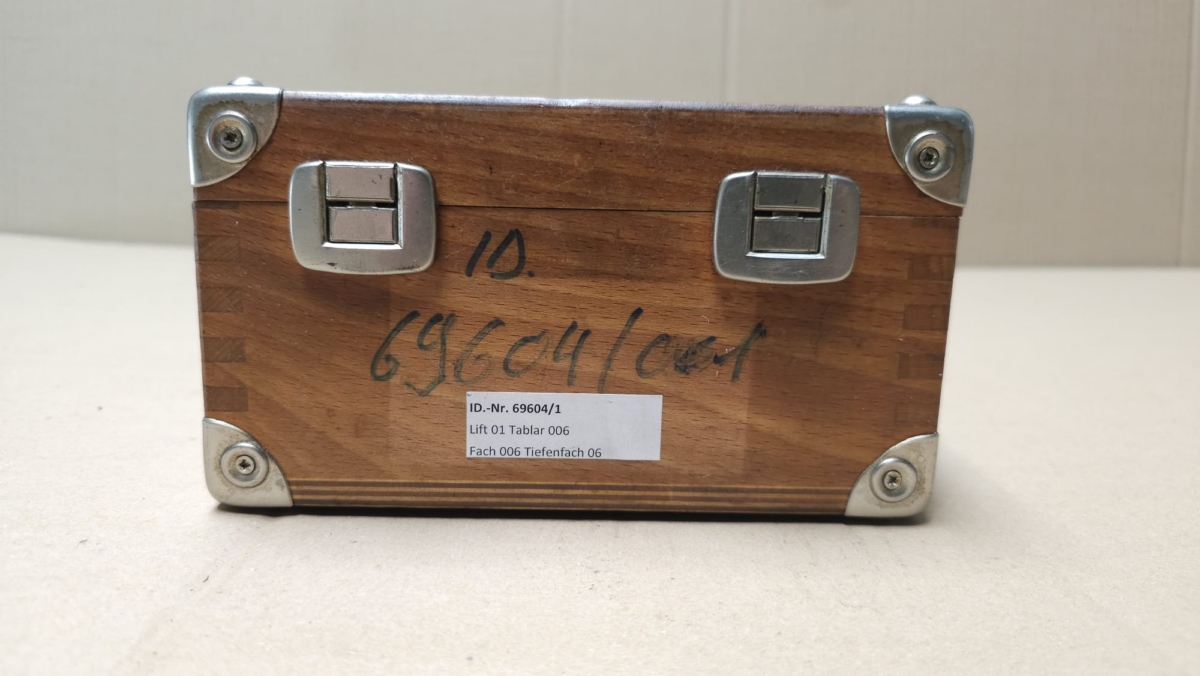 ID.
69604/001
ID.-Nr. 69604/1
Lift 01 Tablar 006
Fach 006 Tiefenfach 06